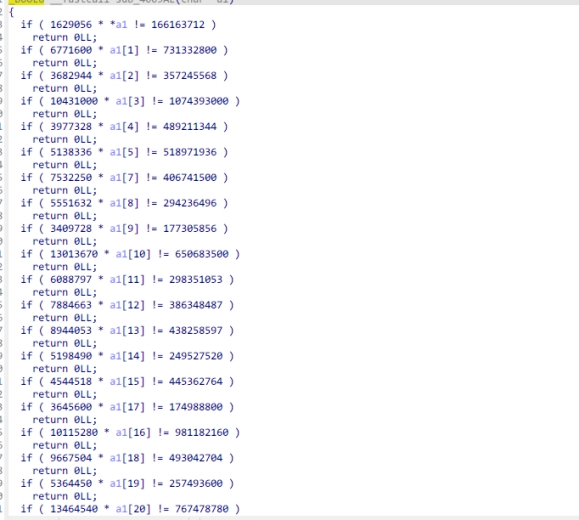 {
if ( 1629056 * *a1 != 166163712 )
return 0LL;
if ( 6771600 * a1[1] != 731332800 )
return 0LL;
if ( 3682944 * a1[2] != 357245568 )
return 0LL;
if ( 10431000 * a1[3] != 1074393000 )
return 0LL;
if ( 3977328 * a1[4] != 489211344 )
return 0LL;
if ( 5138336 * a1[5] != 518971936 )
return 0LL;
if ( 7532250 * a1[7] != 406741500 )
return 0LL;
if ( 5551632 * a1[8] != 294236496 )
return 0LL;
if ( 3409728 * a1[9] != 177305856 )
return 0LL;
if ( 13013670 * a1[10] != 650683500 )
return 0LL;
if ( 6088797 * a1[11] != 298351053 )
return 0LL;
if ( 7884663 * a1[12] != 386348487 )
return 0LL;
if ( 8944053 * a1[13] != 438258597 )
return 0LL;
if ( 5198490 * a1[14] != 249527520 )
return 0LL;
if ( 4544518 * a1[15] != 445362764 )
return 0LL;
if ( 3645600 * a1[17] != 174988800 )
return 0LL;
if ( 10115280 * a1[16] != 981182160 )
return 0LL;
if ( 9667504 * a1[18] != 493042704 )
return 0LL;
if ( 5364450 * a1[19] != 257493600 )
return 0LL;
if ( 13464540 * a1[20] != 767478780 )